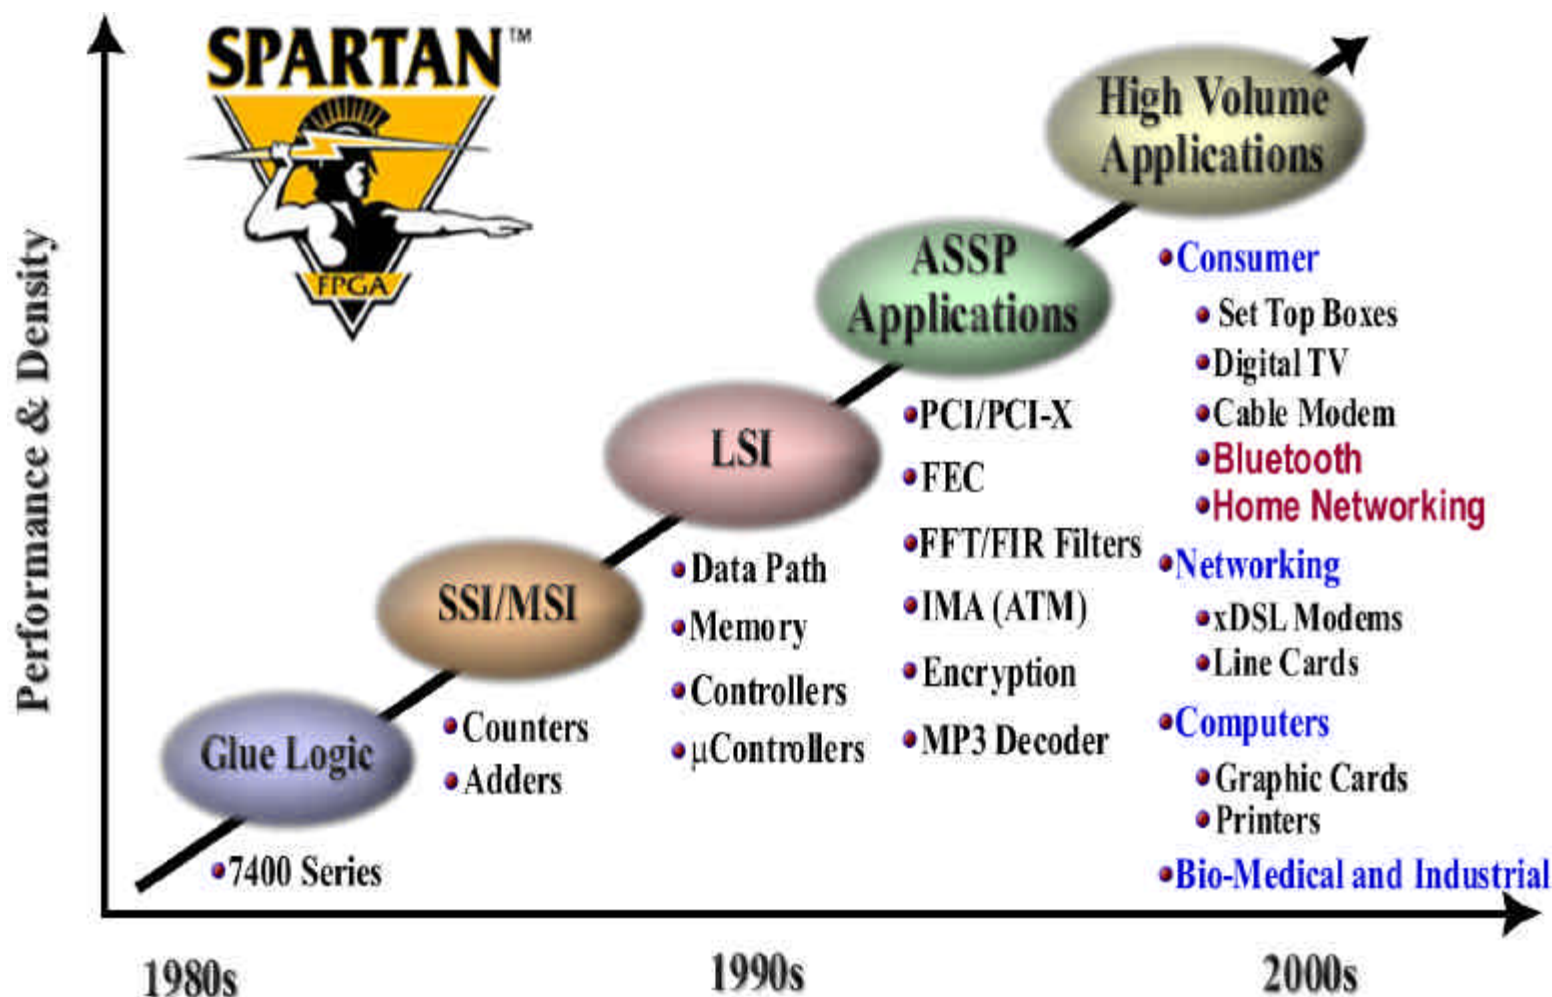 SPARTAN™
FPGA
Performance & Density
High Volume
Applications
ASSP
Applications
LSI
SSI/MSI
Glue Logic
7400 Series
Counters
Adders
Data Path
Memory
Controllers
µControllers
PCI/PCI-X
FEC
FFT/FIR Filters
IMA (ATM)
Encryption
MP3 Decoder
Consumer
Set Top Boxes
Digital TV
Cable Modem
Bluetooth
Home Networking
Networking
xDSL Modems
Line Cards
Computers
Graphic Cards
Printers
Bio-Medical and Industrial
1980s
1990s
2000s